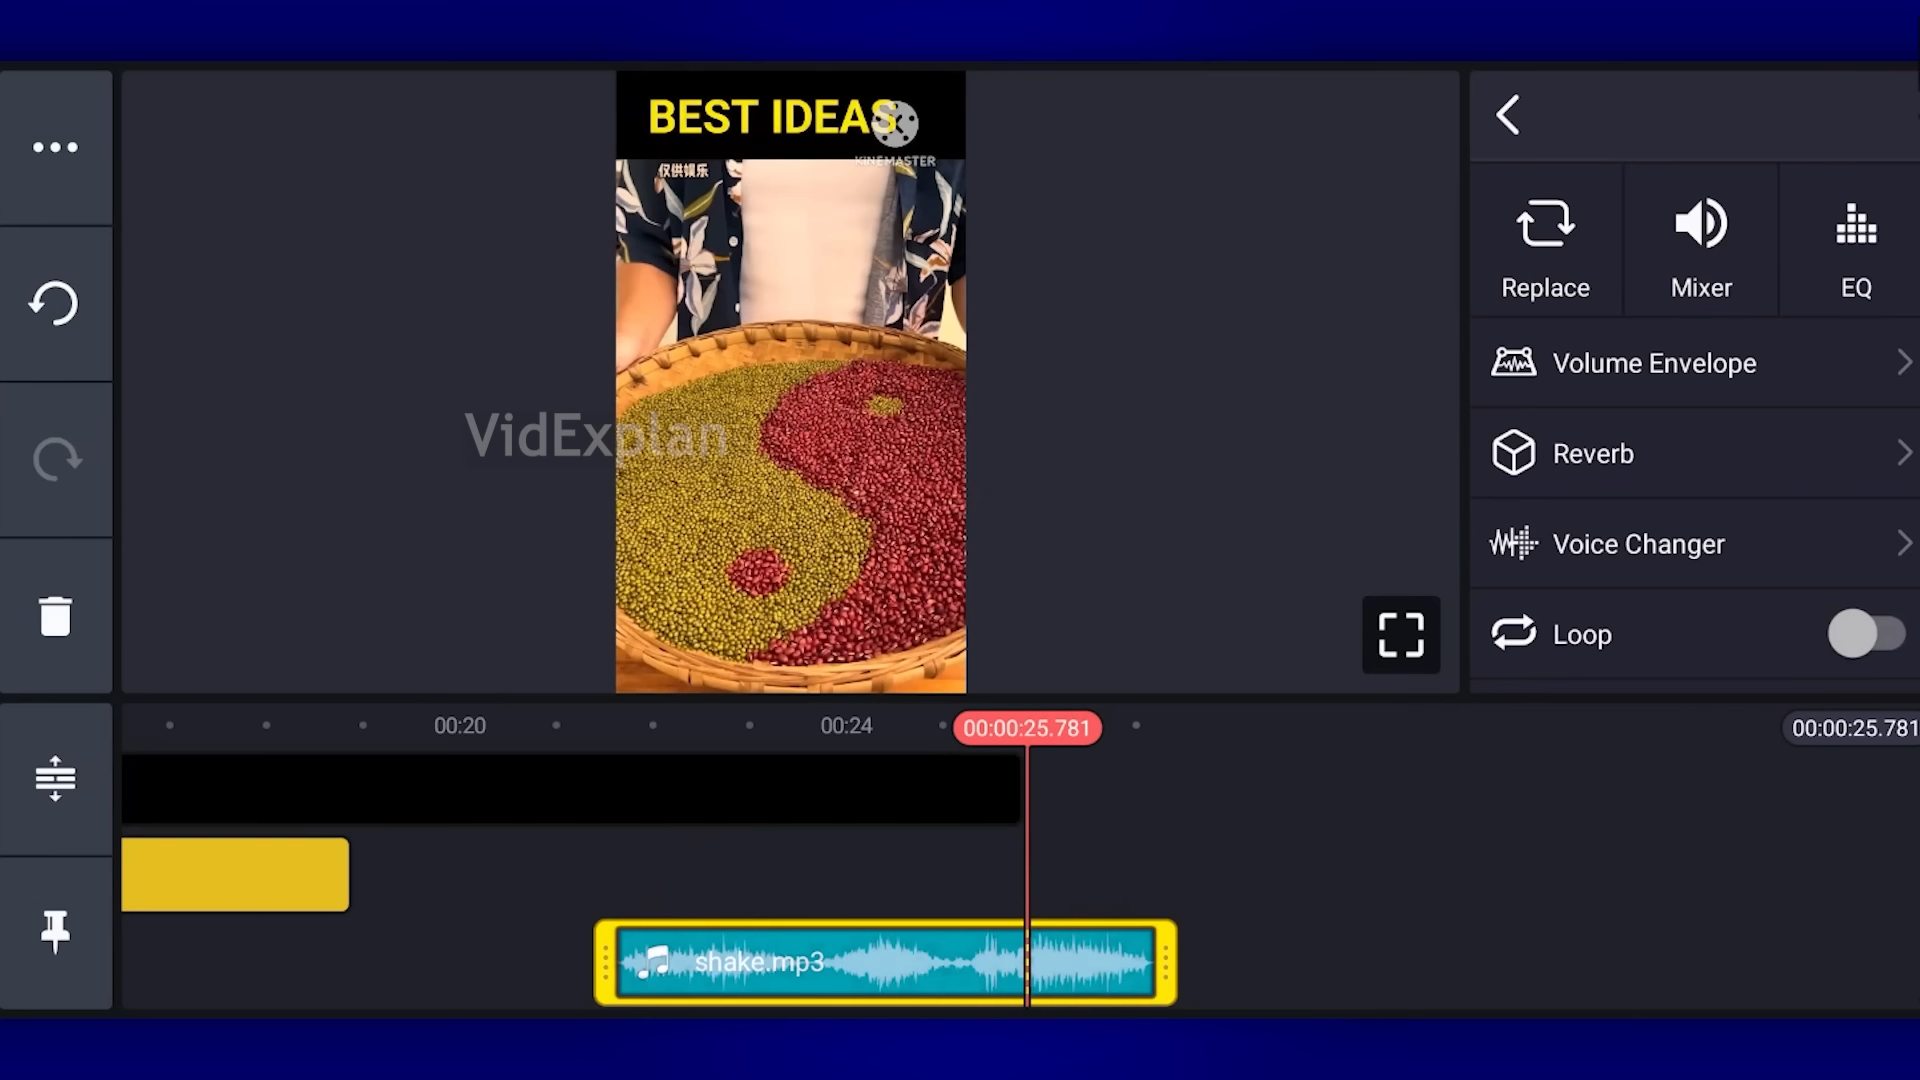 BEST IDEAS
KINEMASTER
仅供娱乐
VidExplan
Replace
Mixer
EQ
Volume Envelope
Reverb
Voice Changer
Loop
00:20
00:24
00:00:25.781
00:00:25.781
shake.mp3